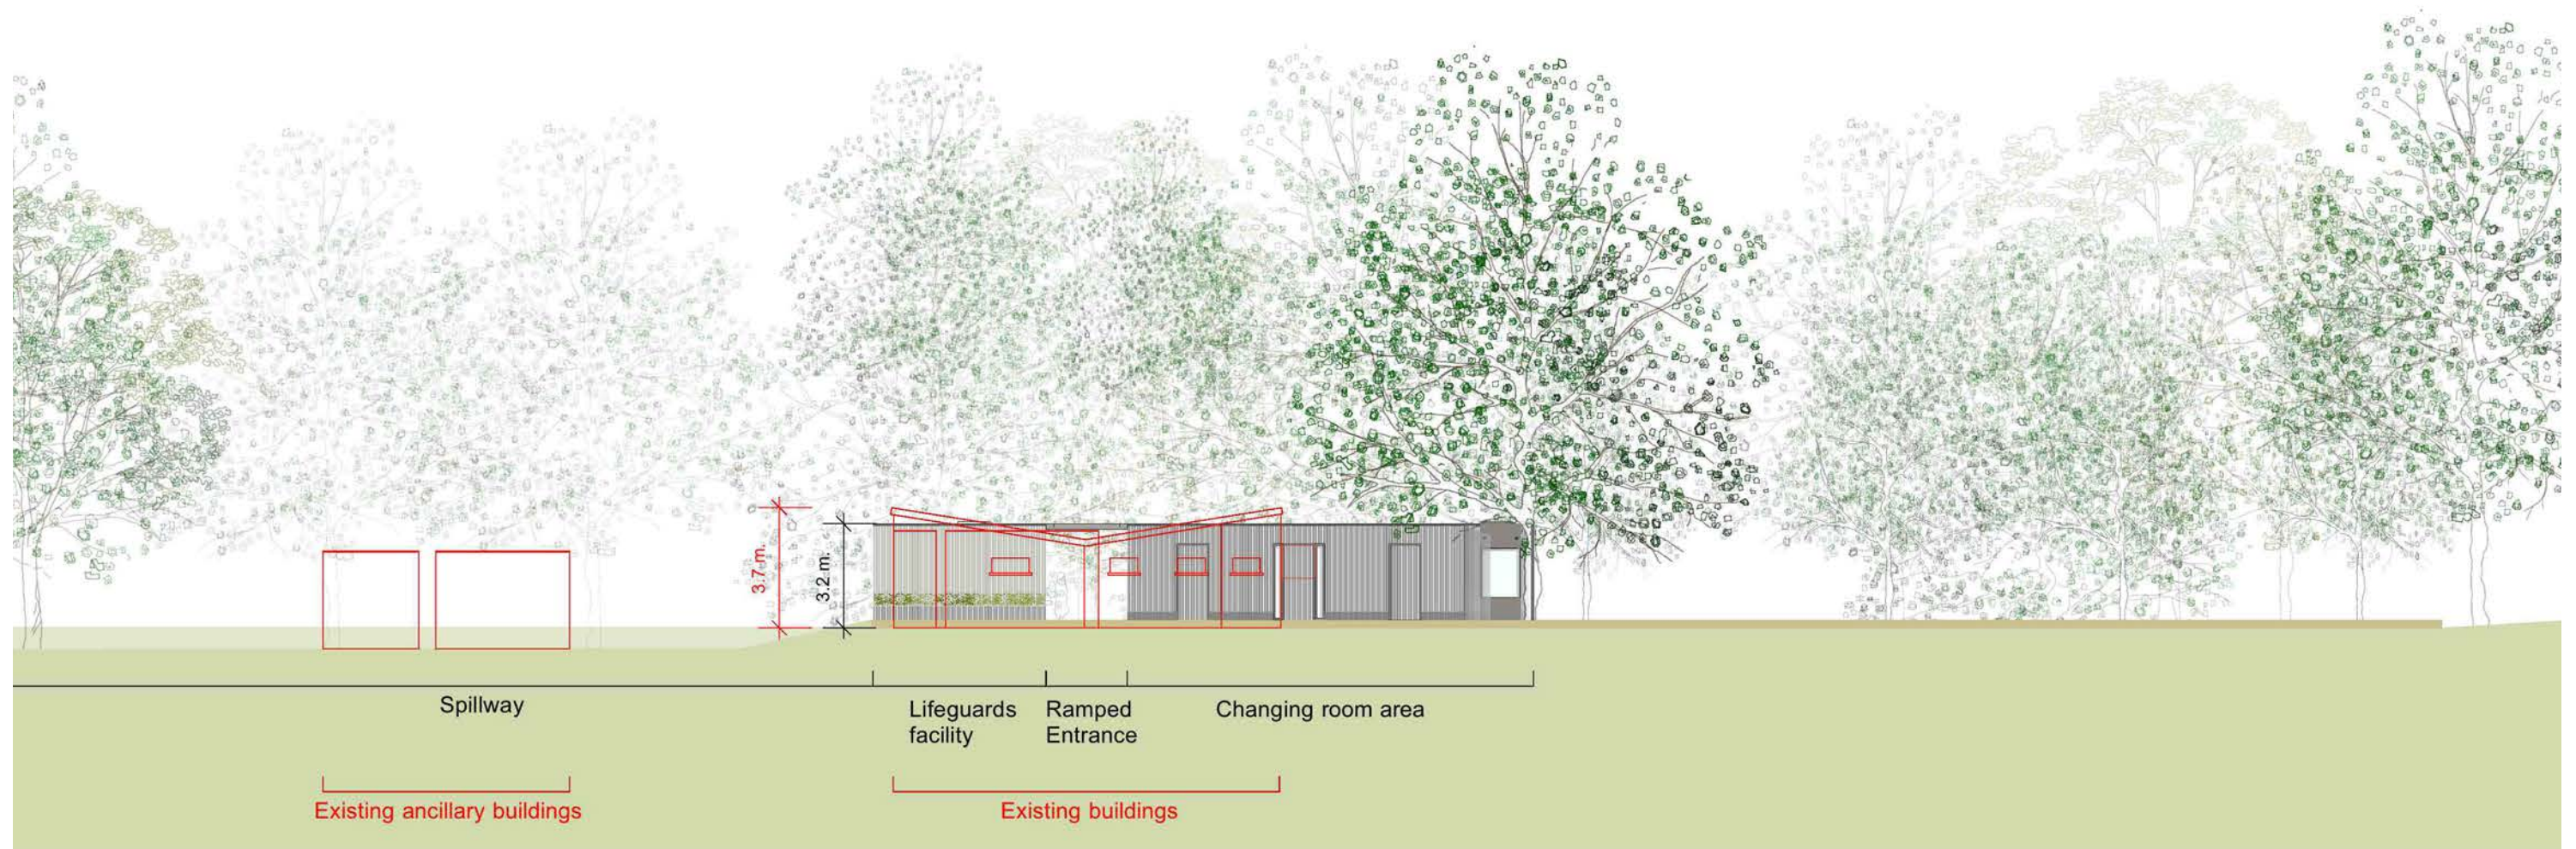 3.7 m.
3.2 m.
Spillway
Lifeguards
facility
Ramped
Entrance
Changing room area
Existing ancillary buildings
Existing buildings